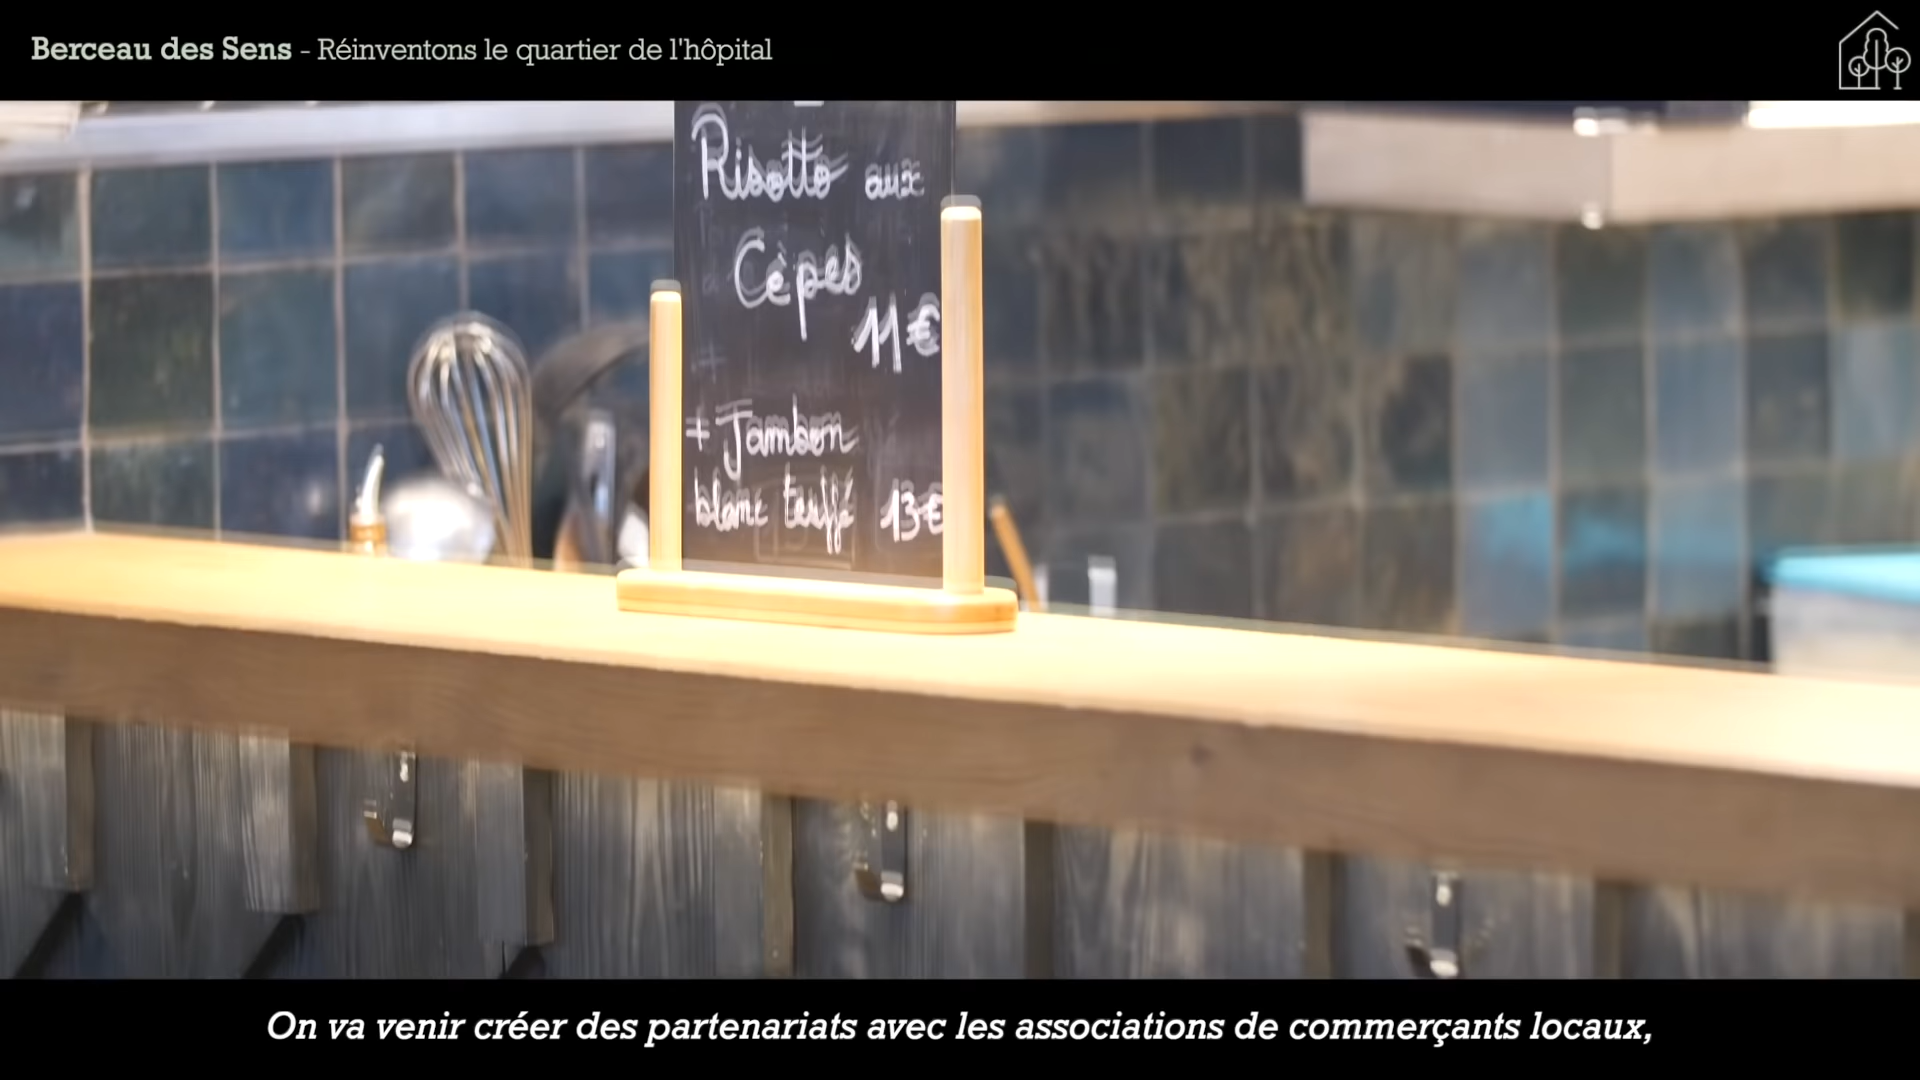 Berceau des Sens - Réinventons le quartier de l'hôpital
Risotto aux
Cèpes
11€
+ Jambon
blanc truffé 13€
On va venir créer des partenariats avec les associations de commerçants locaux,